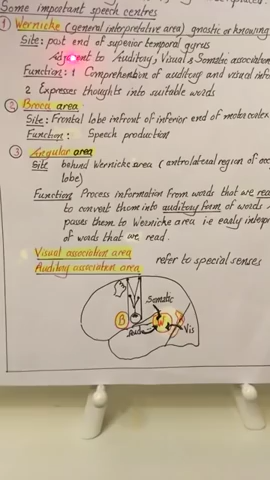 Some important speech centres
① Wernicke (general interpretative area) gnostic or knowing
Site: post end of superior temporal gyrus
Adjacent to Auditory, Visual & Somatic association
Function: 1 Comprehension of auditory and visual info
2 Expresses thoughts into suitable words
② Broca area
Site: Frontal lobe infront of inferior end of motor cortex
Function: Speech production
③ Angular area
Site behind Wernicke area (antrolateral region of occ
lobe)
Function Process information from words that we read
to convert them into auditory form of words
passes them to Wernicke area i.e early interp
of words that we read.
Visual association area
Auditory association area
refer to special senses
Somatic
B
W
Vis